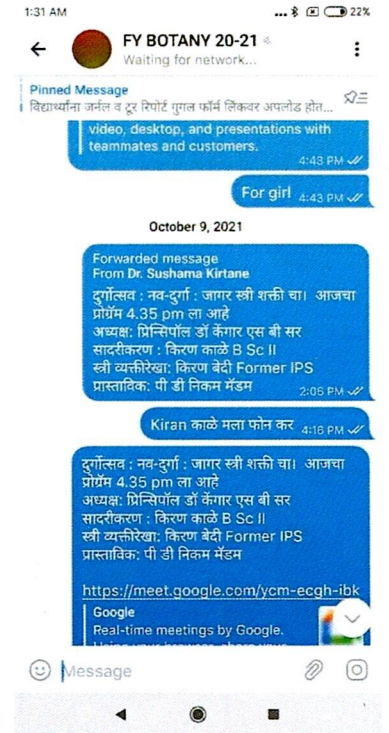 1:31 AM
22%
FY BOTANY 20-21
Waiting for network...
Pinned Message
विद्यार्थ्यांना जर्नल व टूर रिपोर्ट गुगल फॉर्म लिंकवर अपलोड होत...
video, desktop, and presentations with
teammates and customers.
4:43 PM
For girl 4:43 PM
October 9, 2021
Forwarded message
From Dr. Sushama Kirtane
दुर्गोत्सव : नव-दुर्गा : जागर स्त्री शक्ती चा। आजचा
प्रोग्रॅम 4.35 pm ला आहे
अध्यक्ष: प्रिन्सिपॉल डॉ केंगार एस बी सर
सादरीकरण : किरण काळे B Sc II
स्त्री व्यक्तीरेखा: किरण बेदी Former IPS
प्रास्ताविक: पी डी निकम मॅडम
2:05 PM
Kiran काळे मला फोन कर 4:16 PM
दुर्गोत्सव : नव-दुर्गा : जागर स्त्री शक्ती चा। आजचा
प्रोग्रॅम 4.35 pm ला आहे
अध्यक्ष: प्रिन्सिपॉल डॉ केंगार एस बी सर
सादरीकरण : किरण काळे B Sc II
स्त्री व्यक्तीरेखा: किरण बेदी Former IPS
प्रास्ताविक: पी डी निकम मॅडम
https://meet.google.com/ycm-ecgh-ibk
Google
Real-time meetings by Google.
Message